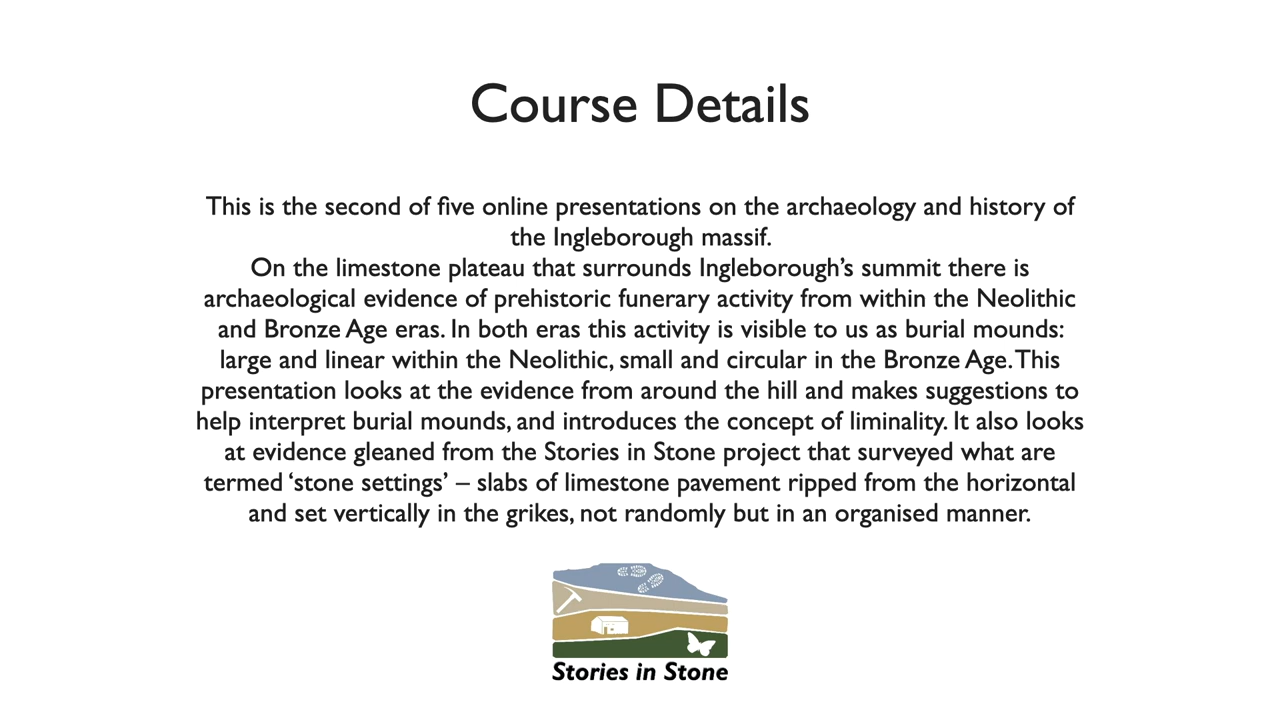 Course Details
This is the second of five online presentations on the archaeology and history of
the Ingleborough massif.
On the limestone plateau that surrounds Ingleborough’s summit there is
archaeological evidence of prehistoric funerary activity from within the Neolithic
and Bronze Age eras. In both eras this activity is visible to us as burial mounds:
large and linear within the Neolithic, small and circular in the Bronze Age. This
presentation looks at the evidence from around the hill and makes suggestions to
help interpret burial mounds, and introduces the concept of liminality. It also looks
at evidence gleaned from the Stories in Stone project that surveyed what are
termed ‘stone settings’ – slabs of limestone pavement ripped from the horizontal
and set vertically in the grikes, not randomly but in an organised manner.
Stories in Stone